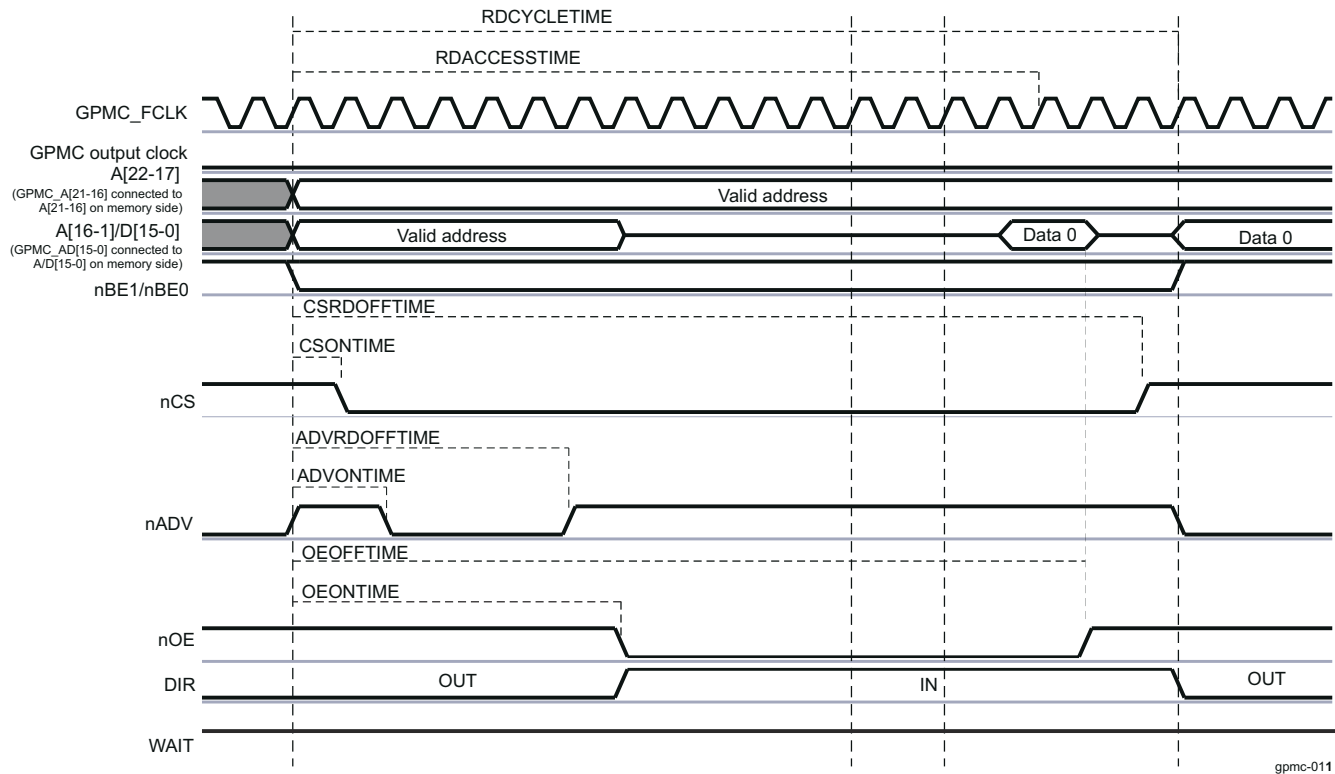 RDCYCLETIME
RDACCESSTIME
GPMC_FCLK
GPMC output clock
A[22-17]
(GPMC_A[21-16] connected to
A[21-16] on memory side)
Valid address
A[16-1]/D[15-0]
(GPMC_AD[15-0] connected to
A/D[15-0] on memory side)
Valid address
Data 0
Data 0
nBE1/nBE0
CSRDOFFTIME
CSONTIME
nCS
ADVRDOFFTIME
ADVONTIME
nADV
OEOFFTIME
OEONTIME
nOE
DIR
OUT
IN
OUT
WAIT
gpmc-011